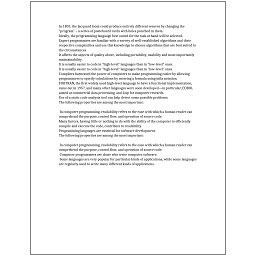 In 1801, the Jacquard loom could produce entirely different weaves by changing the
"program" – a series of pasteboard cards with holes punched in them.
Ideally, the programming language best suited for the task at hand will be selected.
Expert programmers are familiar with a variety of well-established algorithms and their
respective complexities and use this knowledge to choose algorithms that are best suited to
the circumstances.
It affects the aspects of quality above, including portability, usability and most importantly
maintainability.
It is usually easier to code in "high-level" languages than in "low-level" ones.
It is usually easier to code in "high-level" languages than in "low-level" ones.
Compilers harnessed the power of computers to make programming easier by allowing
programmers to specify calculations by entering a formula using infix notation.
FORTRAN, the first widely used high-level language to have a functional implementation,
came out in 1957, and many other languages were soon developed—in particular, COBOL
aimed at commercial data processing, and Lisp for computer research.
Use of a static code analysis tool can help detect some possible problems.
The following properties are among the most important:

In computer programming, readability refers to the ease with which a human reader can
comprehend the purpose, control flow, and operation of source code.
Many factors, having little or nothing to do with the ability of the computer to efficiently
compile and execute the code, contribute to readability.
Programming languages are essential for software development.
The following properties are among the most important:

In computer programming, readability refers to the ease with which a human reader can
comprehend the purpose, control flow, and operation of source code.
Computer programmers are those who write computer software.
Some languages are very popular for particular kinds of applications, while some languages
are regularly used to write many different kinds of applications.